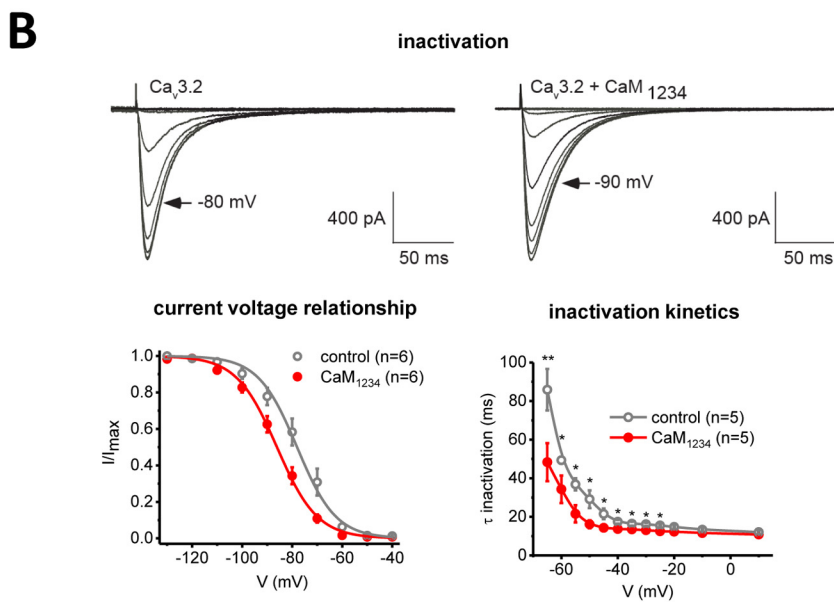 B
inactivation
Cav3.2
Cav3.2 + CaM 1234
-80 mV
-90 mV
400 pA
50 ms
400 pA
50 ms
current voltage relationship
1.0
0.8
0.6
0.4
0.2
0.0
I/Imax
control (n=6)
CaM1234 (n=6)
-120 -100 -80 -60 -40
V (mV)
inactivation kinetics
100
80
60
40
20
0
τ inactivation (ms)
**
* * * * * * * *
control (n=5)
CaM1234 (n=5)
-60 -40 -20 0
V (mV)